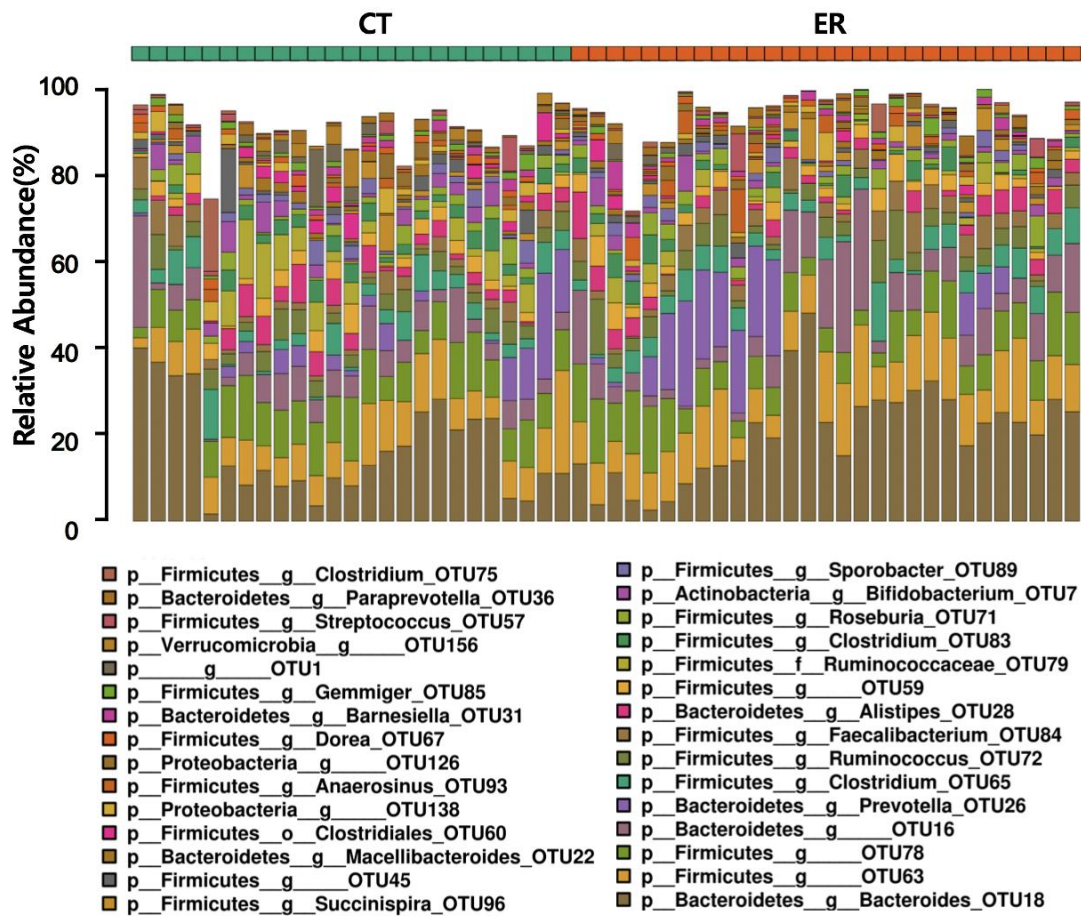 CT ER
Relative Abundance(%)
100
80
60
40
20
0
p__Firmicutes__g__Clostridium_OTU75
p__Bacteroidetes__g__Paraprevotella_OTU36
p__Firmicutes__g__Streptococcus_OTU57
p__Verrucomicrobia__g_____OTU156
p______g_____OTU1
p__Firmicutes__g__Gemmiger_OTU85
p__Bacteroidetes__g__Barnesiella_OTU31
p__Firmicutes__g__Dorea_OTU67
p__Proteobacteria__g_____OTU126
p__Firmicutes__g__Anaerosinus_OTU93
p__Proteobacteria__g_____OTU138
p__Firmicutes__o__Clostridiales_OTU60
p__Bacteroidetes__g__Macellibacteroides_OTU22
p__Firmicutes__g_____OTU45
p__Firmicutes__g__Succinispira_OTU96
p__Firmicutes__g__Sporobacter_OTU89
p__Actinobacteria__g__Bifidobacterium_OTU7
p__Firmicutes__g__Roseburia_OTU71
p__Firmicutes__g__Clostridium_OTU83
p__Firmicutes__f__Ruminococcaceae_OTU79
p__Firmicutes__g_____OTU59
p__Bacteroidetes__g__Alistipes_OTU28
p__Firmicutes__g__Faecalibacterium_OTU84
p__Firmicutes__g__Ruminococcus_OTU72
p__Firmicutes__g__Clostridium_OTU65
p__Bacteroidetes__g__Prevotella_OTU26
p__Bacteroidetes__g_____OTU16
p__Firmicutes__g_____OTU78
p__Firmicutes__g_____OTU63
p__Bacteroidetes__g__Bacteroides_OTU18